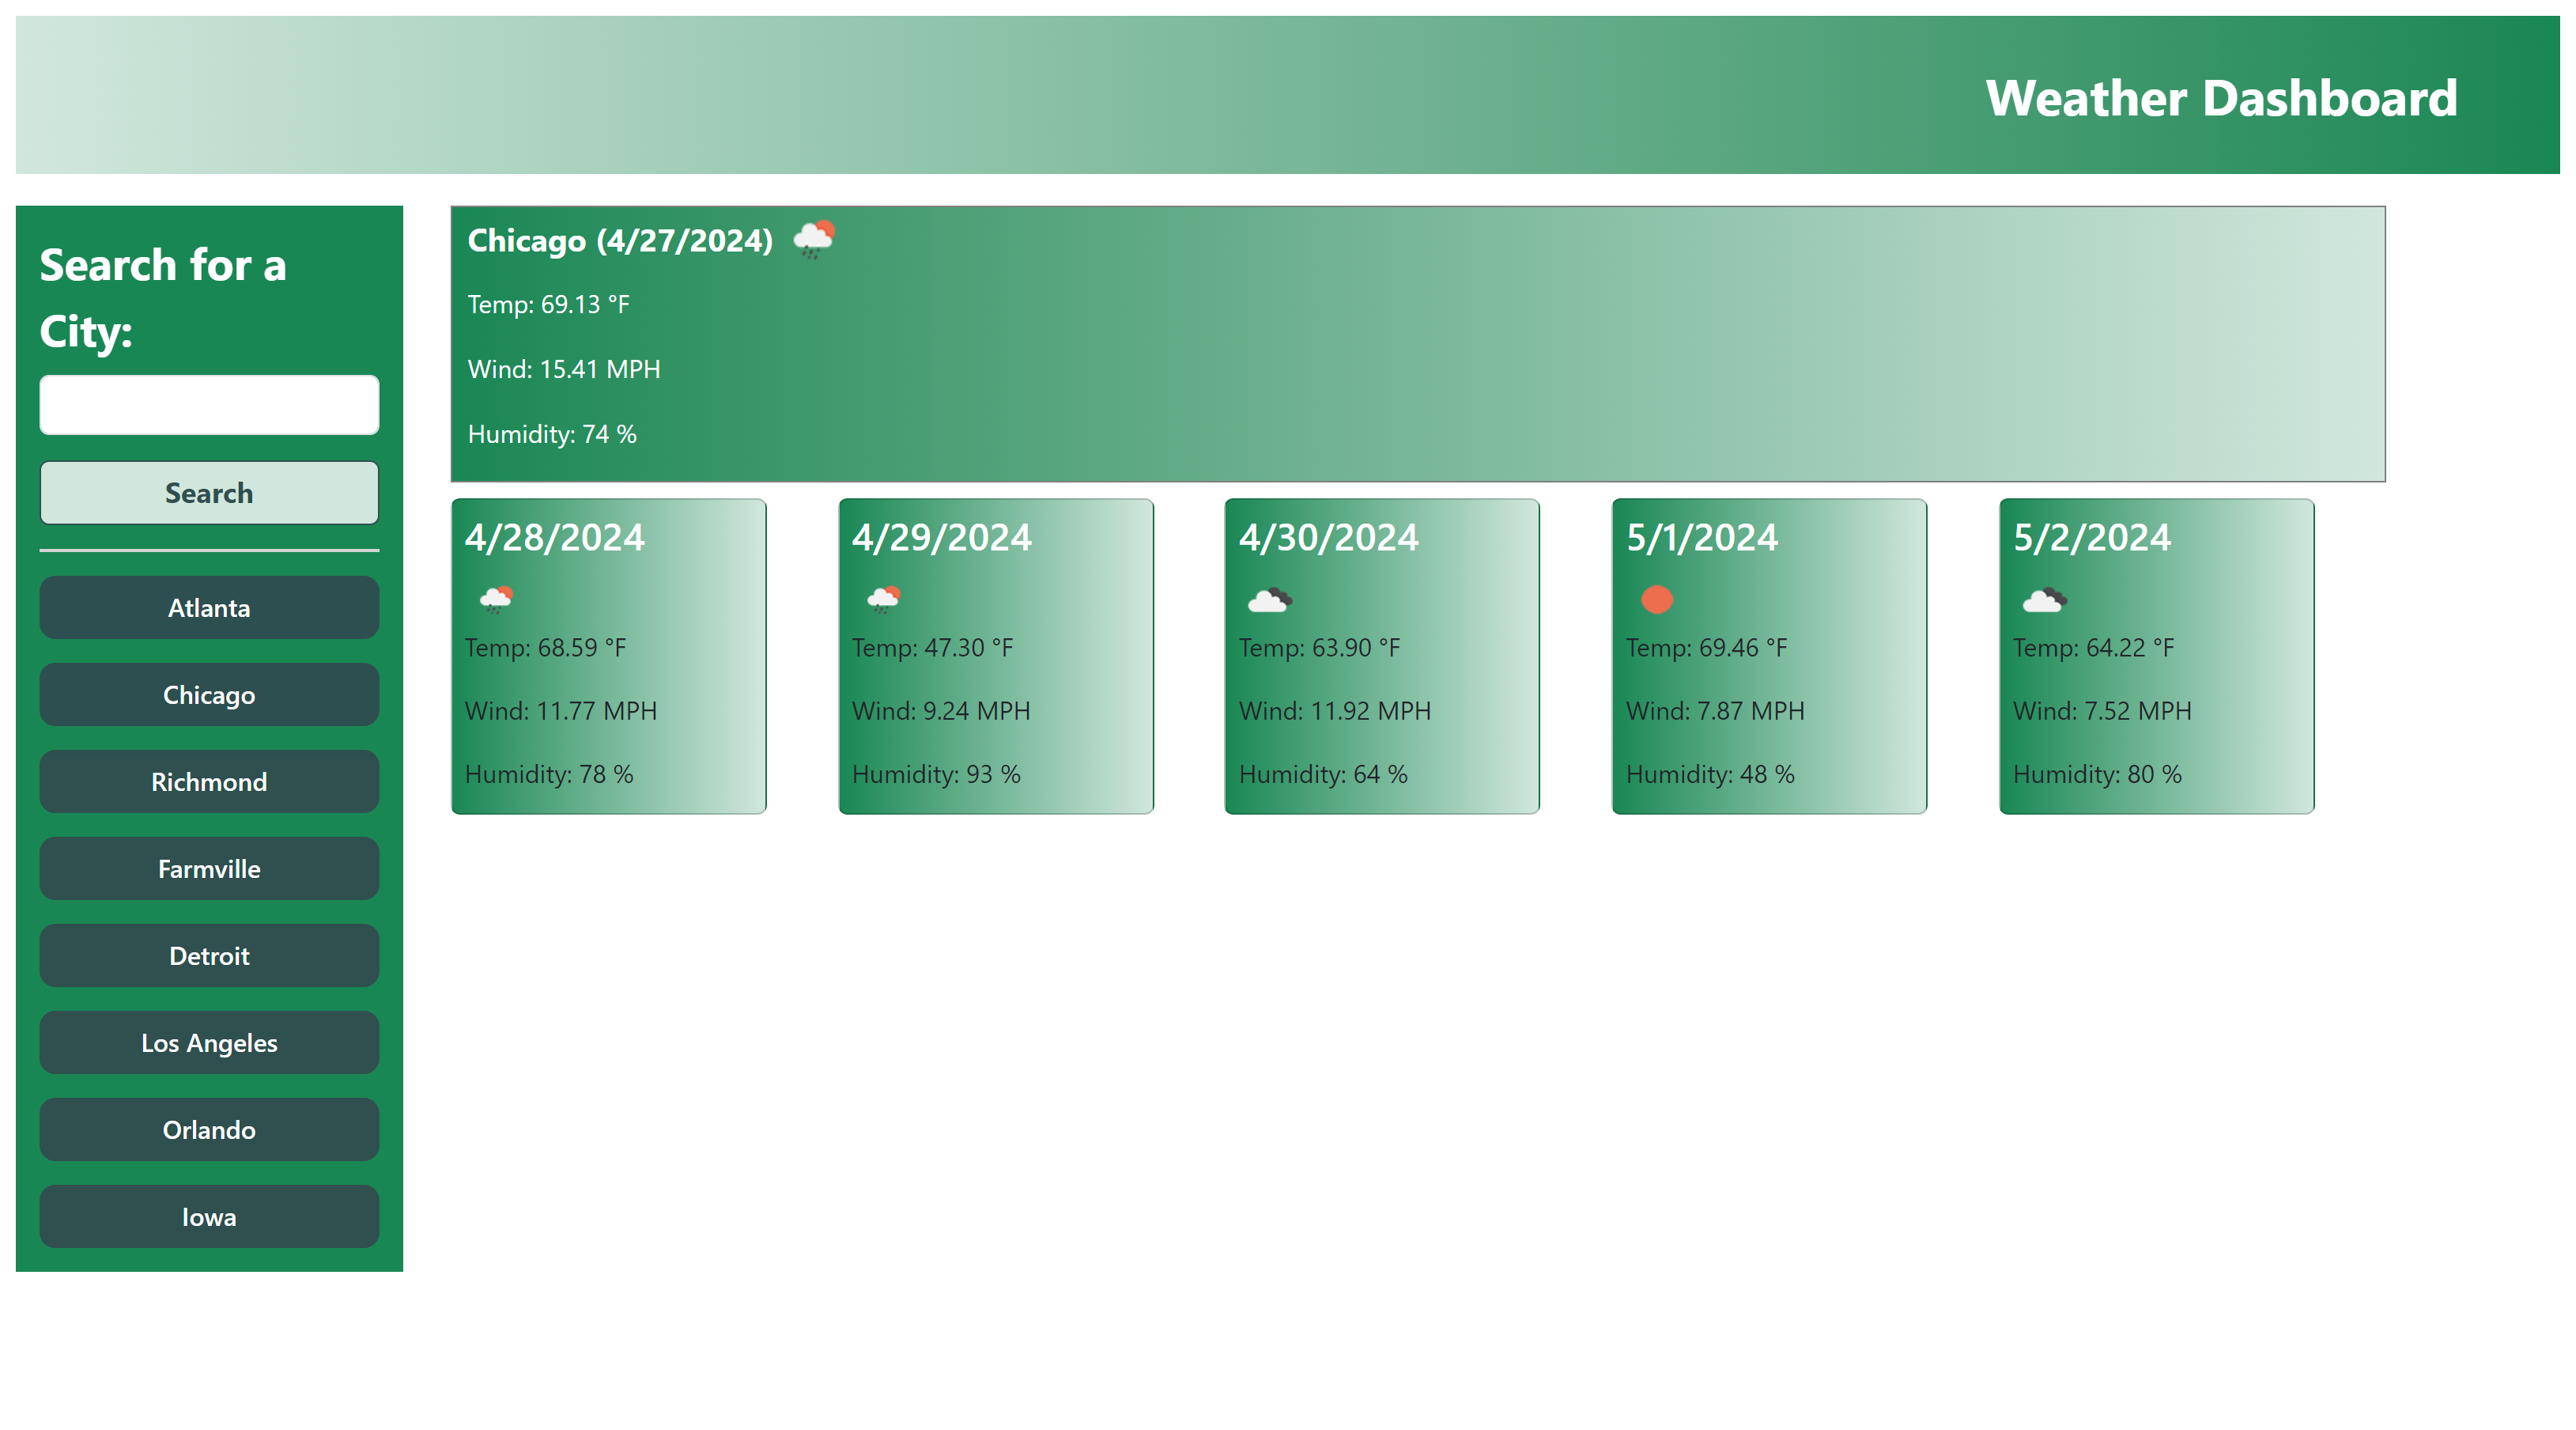 Weather Dashboard
Search for a
City:
Search
Atlanta
Chicago
Richmond
Farmville
Detroit
Los Angeles
Orlando
Iowa
Chicago (4/27/2024)
Temp: 69.13 °F
Wind: 15.41 MPH
Humidity: 74 %
4/28/2024
Temp: 68.59 °F
Wind: 11.77 MPH
Humidity: 78 %
4/29/2024
Temp: 47.30 °F
Wind: 9.24 MPH
Humidity: 93 %
4/30/2024
Temp: 63.90 °F
Wind: 11.92 MPH
Humidity: 64 %
5/1/2024
Temp: 69.46 °F
Wind: 7.87 MPH
Humidity: 48 %
5/2/2024
Temp: 64.22 °F
Wind: 7.52 MPH
Humidity: 80 %